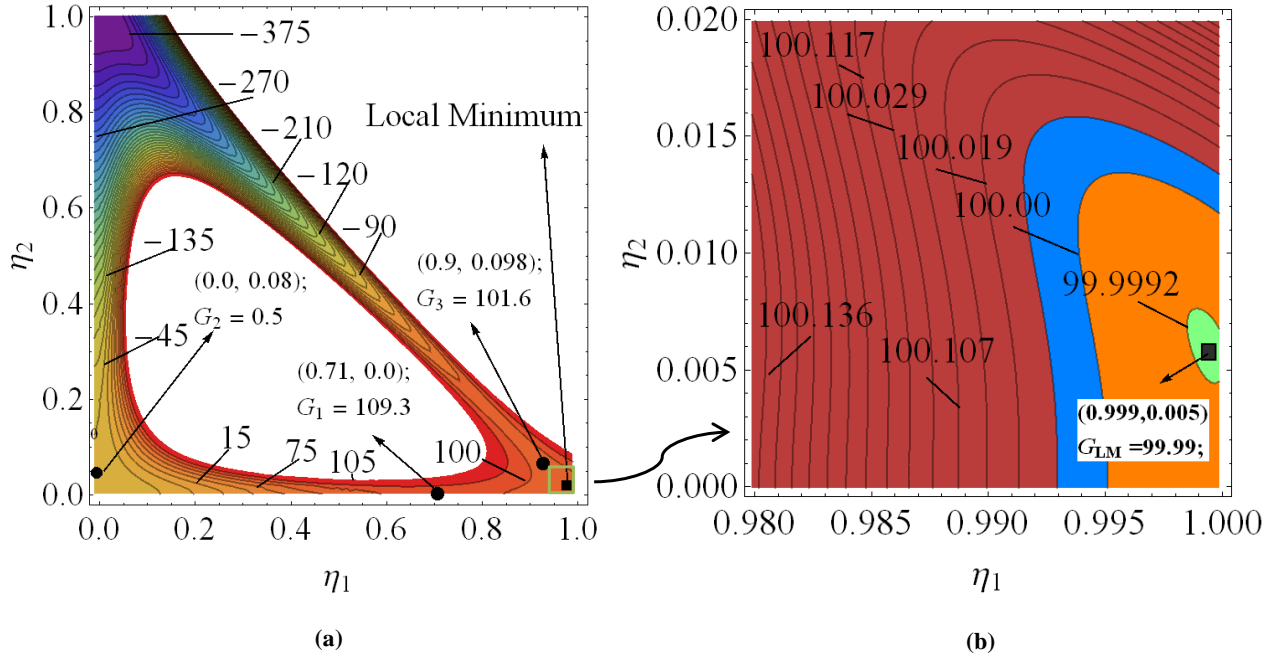 1.0
0.8
0.6
0.4
0.2
0.0
η2
−375
−270
−210
−120
−90
−135
−45
Local Minimum
(0.0, 0.08);
G2 = 0.5
(0.9, 0.098);
G3 = 101.6
(0.71, 0.0);
G1 = 109.3
0
15
75
105
100
0.0 0.2 0.4 0.6 0.8 1.0
η1
(a)
0.020
0.015
0.010
0.005
0.000
η2
100.117
100.029
100.019
100.00
99.9992
100.136
100.107
(0.999,0.005)
GLM =99.99;
0.980 0.985 0.990 0.995 1.000
η1
(b)